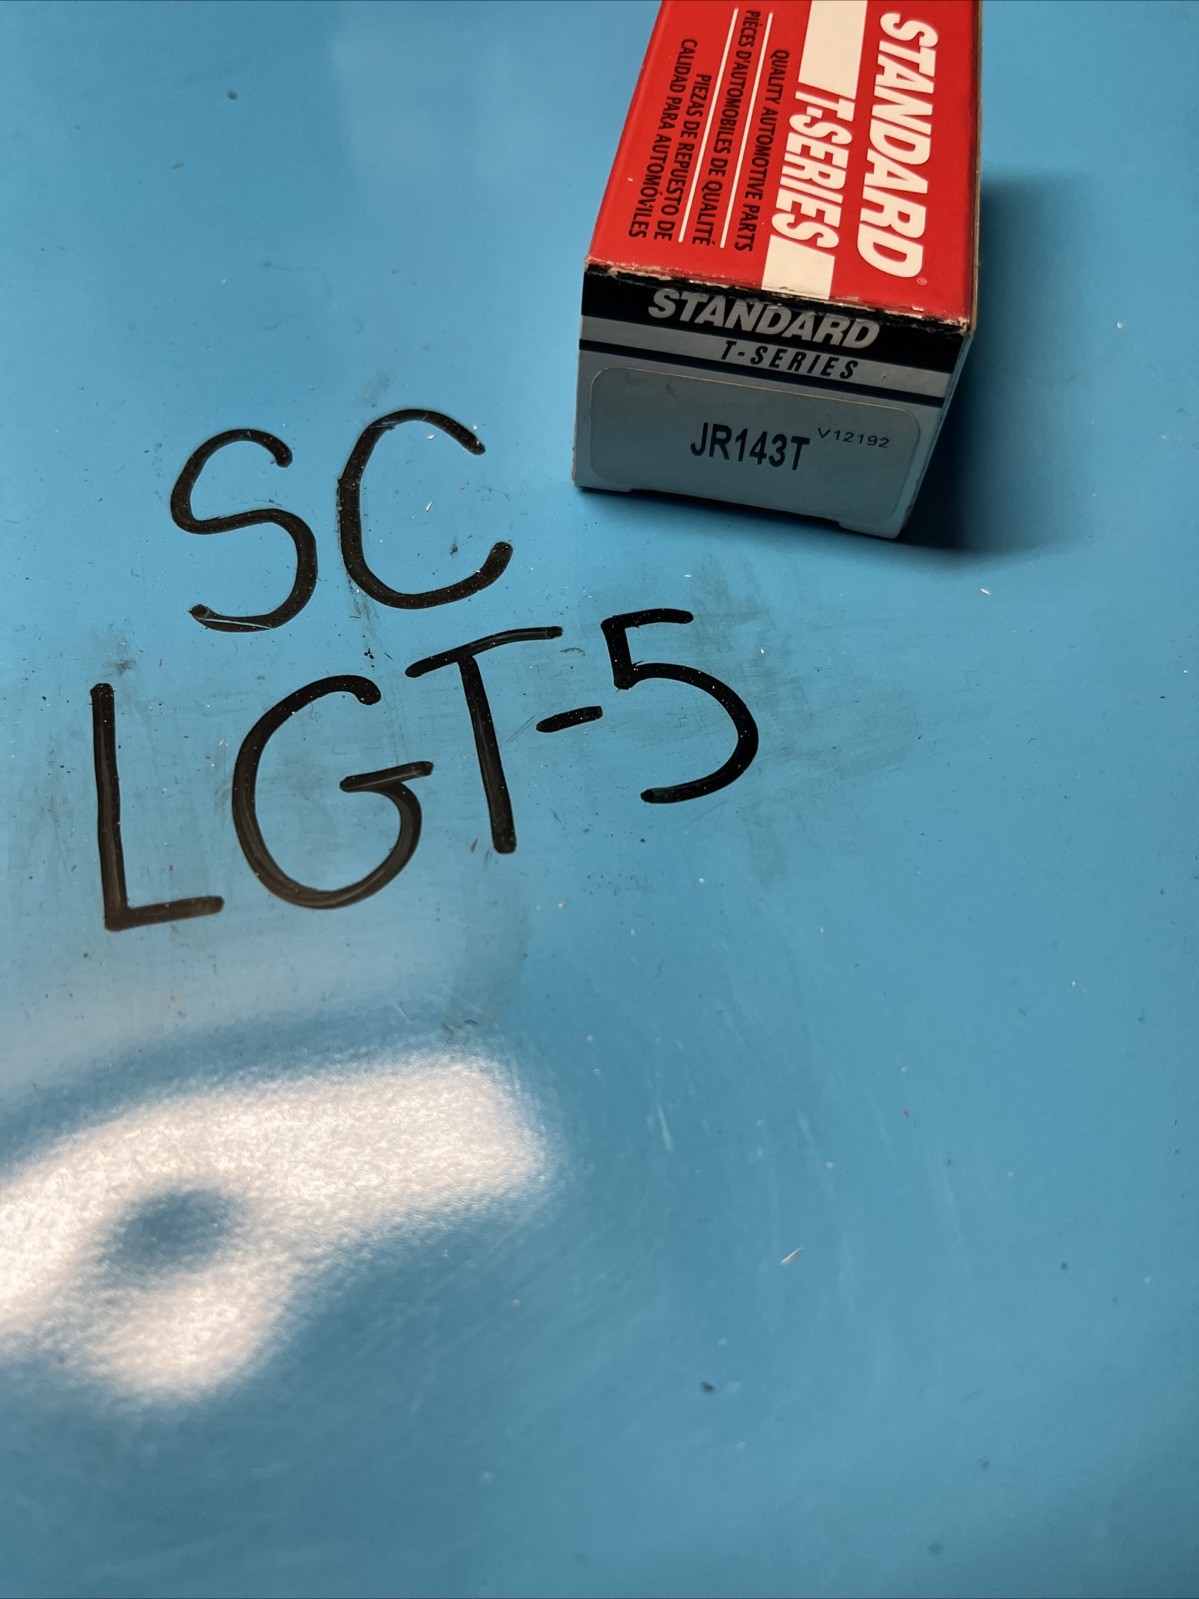 STANDARD®
T-SERIES
QUALITY AUTOMOTIVE PARTS
PIÈCES D'AUTOMOBILES DE QUALITÉ
PIEZAS DE REPUESTO DE
CALIDAD PARA AUTOMÓVILES
STANDARD
T-SERIES
JR143T V12192
SC
LGT-5